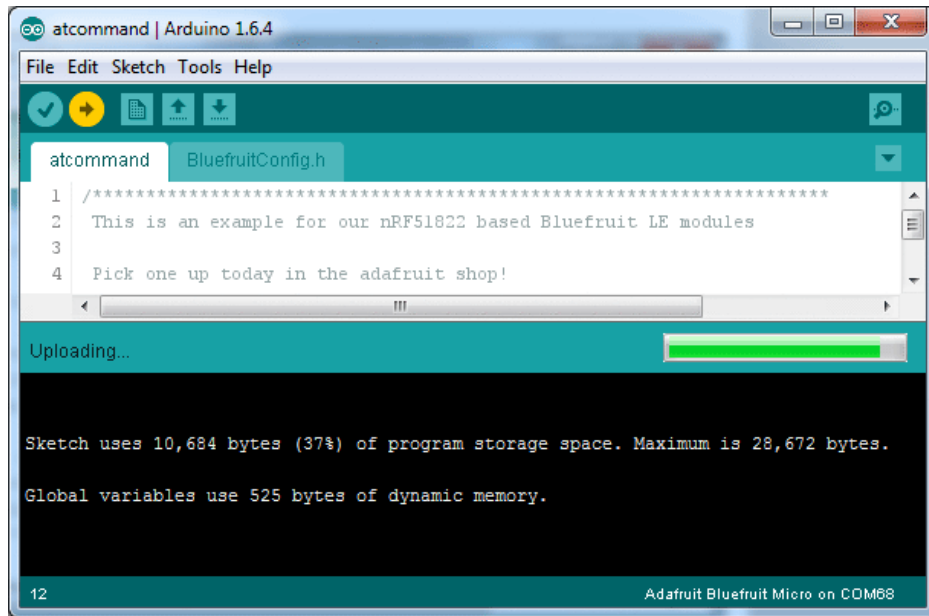 atcommand | Arduino 1.6.4
File Edit Sketch Tools Help
atcommand BluefruitConfig.h
1 /********************************************************************
2 This is an example for our nRF51822 based Bluefruit LE modules
3
4 Pick one up today in the adafruit shop!
Uploading...
Sketch uses 10,684 bytes (37%) of program storage space. Maximum is 28,672 bytes.
Global variables use 525 bytes of dynamic memory.
12 Adafruit Bluefruit Micro on COM68